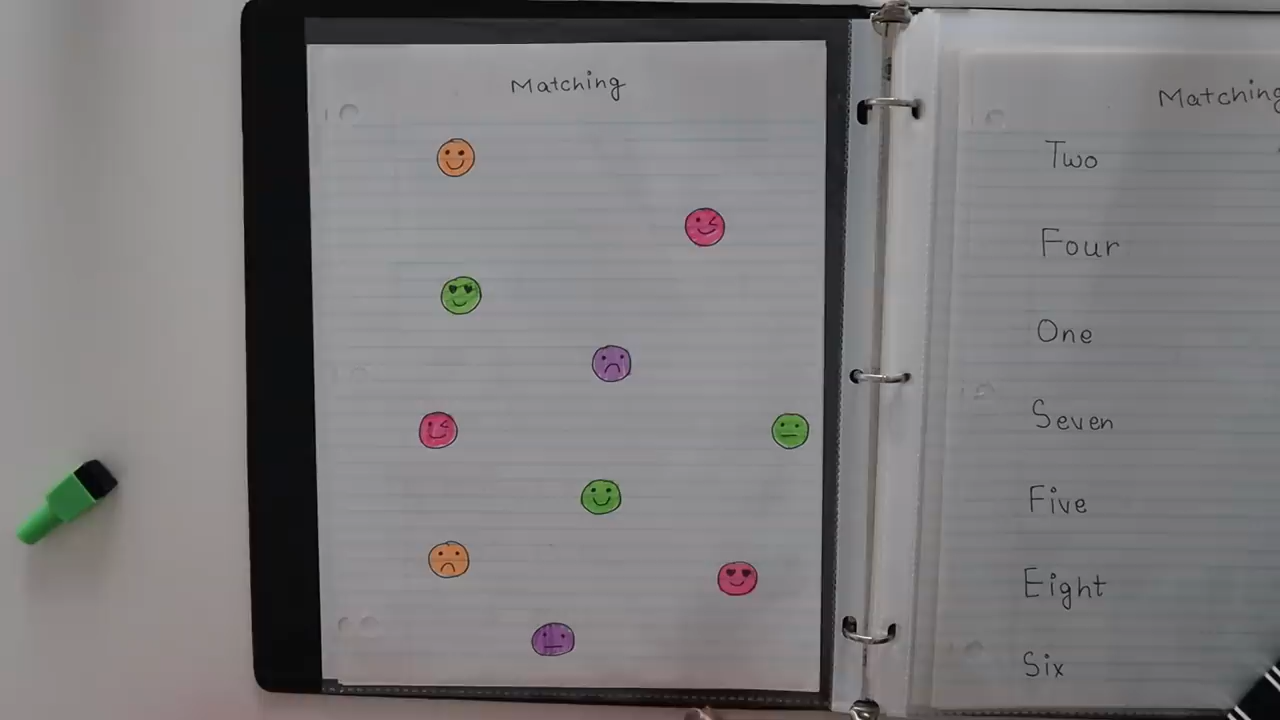 Matching
Matching
Two
Four
One
Seven
Five
Eight
Six